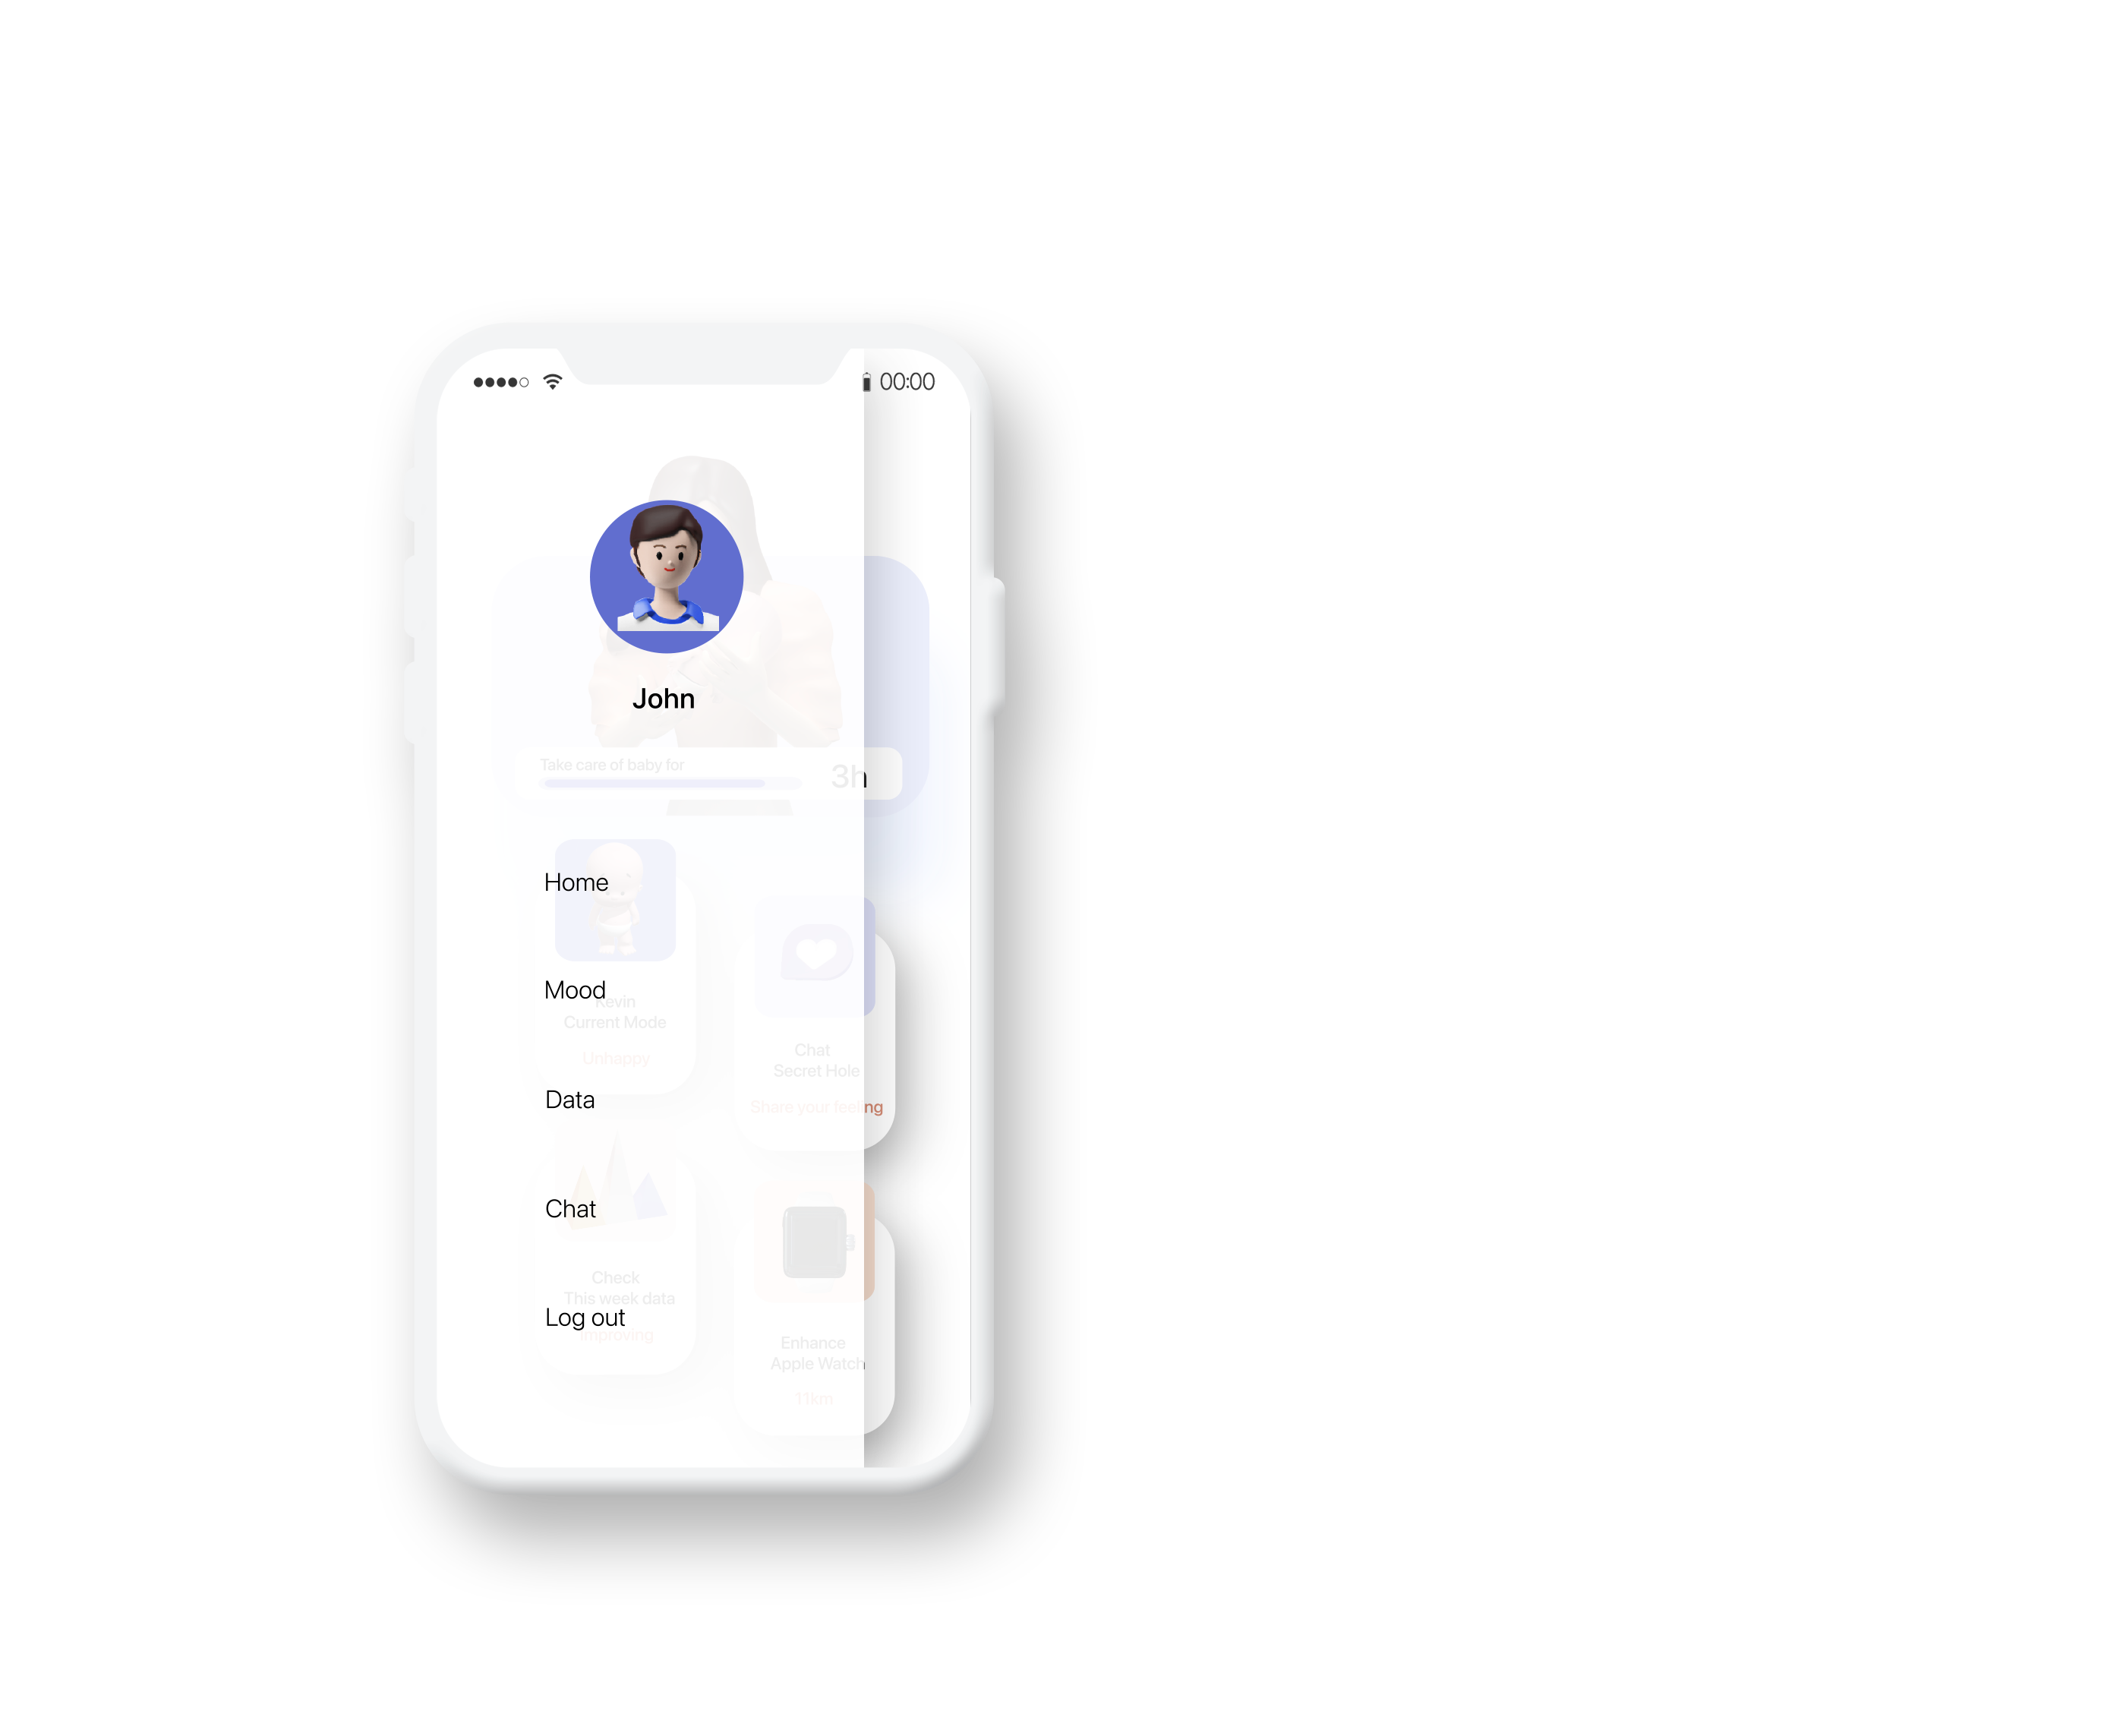 00:00
John
Take care of baby for
3h
Home
Mood
Kevin
Current Mode
Unhappy
Chat
Secret Hole
Share your feeling
Data
Chat
Check
This week data
Improving
Log out
Enhance
Apple Watch
11km